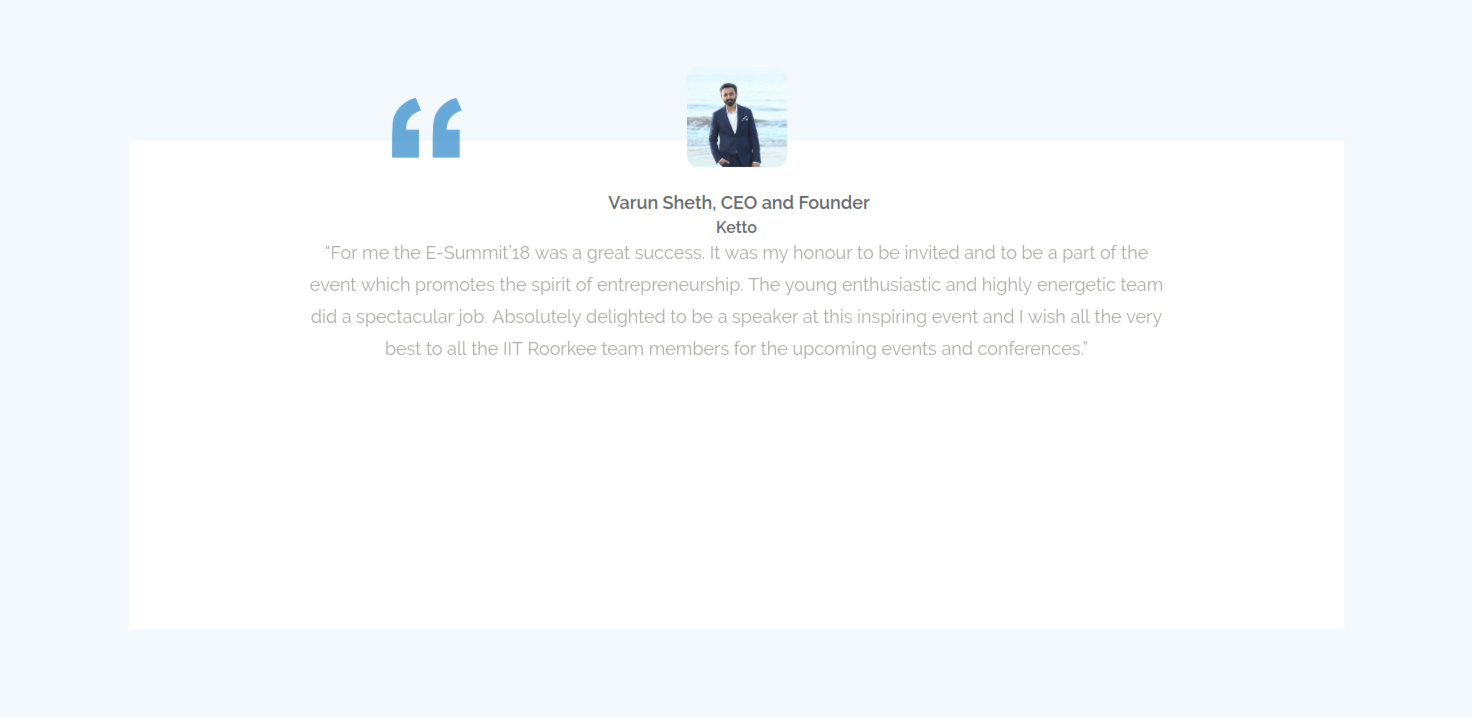 Varun Sheth, CEO and Founder
Ketto
“For me the E-Summit’18 was a great success. It was my honour to be invited and to be a part of the
event which promotes the spirit of entrepreneurship. The young enthusiastic and highly energetic team
did a spectacular job. Absolutely delighted to be a speaker at this inspiring event and I wish all the very
best to all the IIT Roorkee team members for the upcoming events and conferences.”